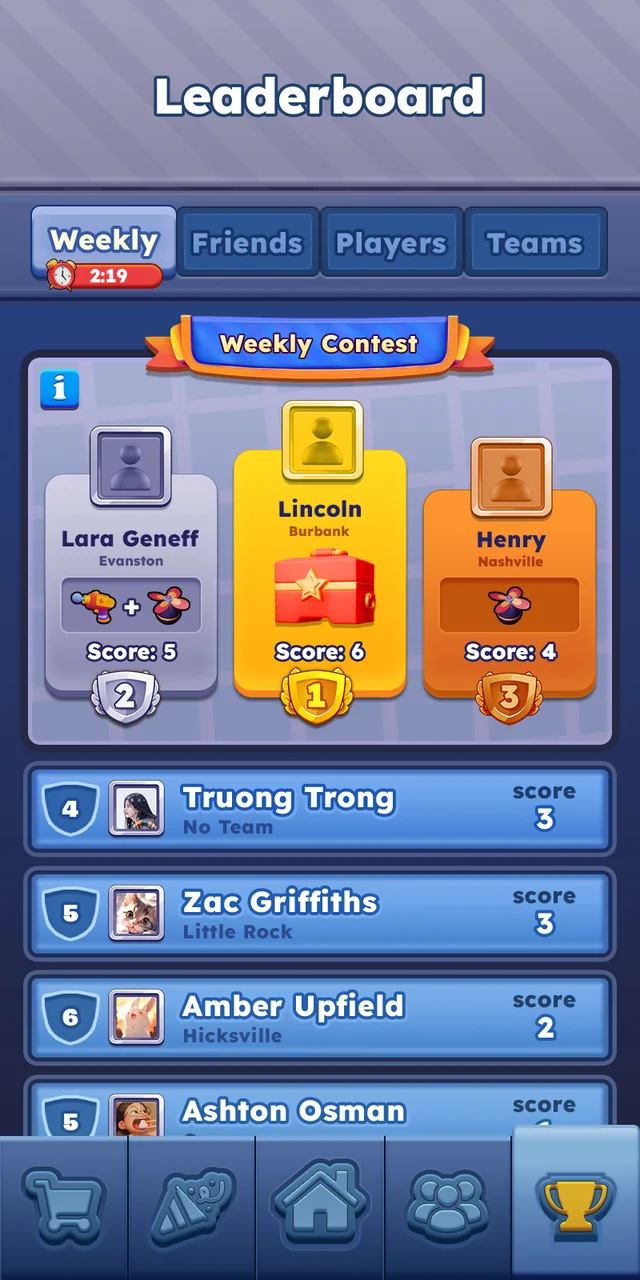 Leaderboard
Weekly
Friends
Players
Teams
2:19
Weekly Contest
i
Lara Geneff
Evanston
+
Score: 5
2
Lincoln
Burbank
Score: 6
1
Henry
Nashville
Score: 4
3
4
Truong Trong
No Team
score
3
5
Zac Griffiths
Little Rock
score
3
6
Amber Upfield
Hicksville
score
2
5
Ashton Osman
score